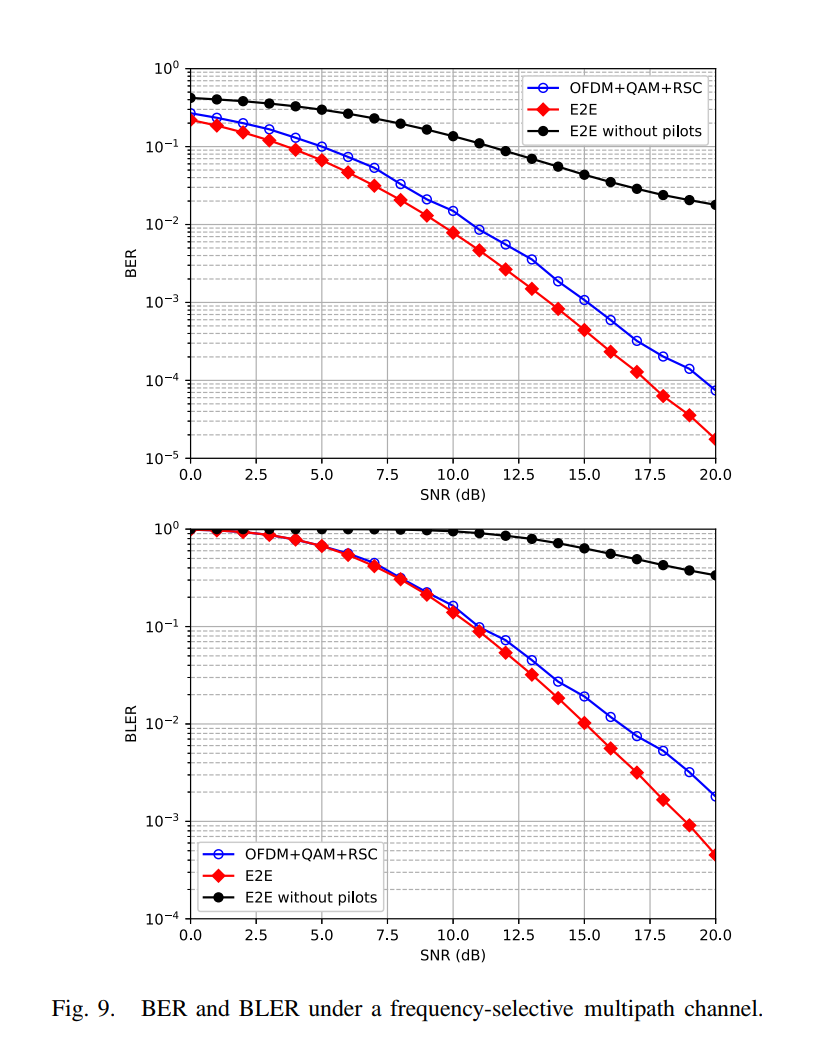 10⁰
10⁻¹
10⁻²
10⁻³
10⁻⁴
10⁻⁵
BER
OFDM+QAM+RSC
E2E
E2E without pilots
0.0 2.5 5.0 7.5 10.0 12.5 15.0 17.5 20.0
SNR (dB)
10⁰
10⁻¹
10⁻²
10⁻³
10⁻⁴
BLER
OFDM+QAM+RSC
E2E
E2E without pilots
0.0 2.5 5.0 7.5 10.0 12.5 15.0 17.5 20.0
SNR (dB)
Fig. 9. BER and BLER under a frequency-selective multipath channel.